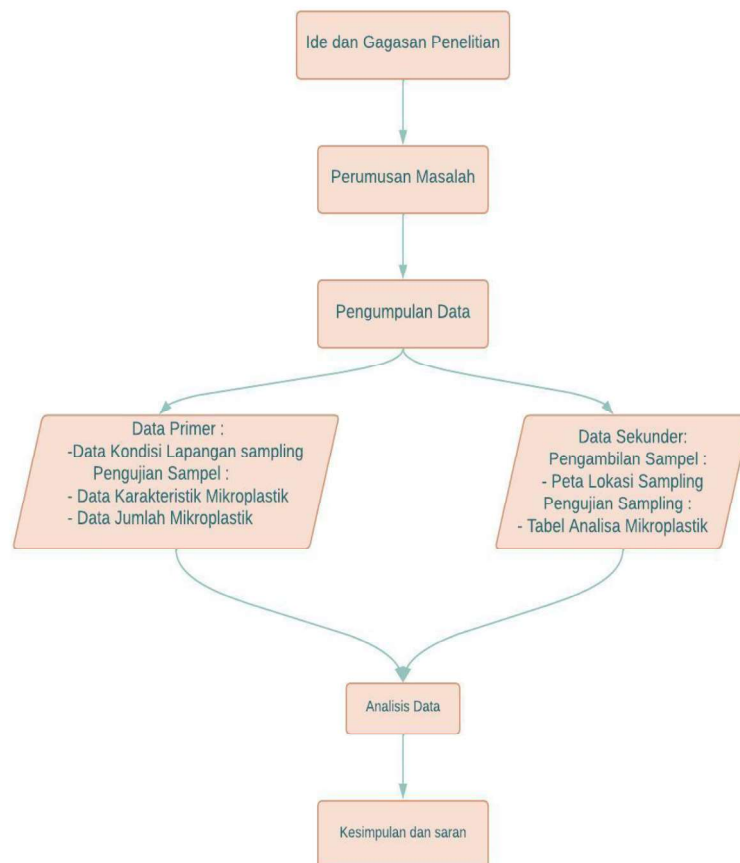 Ide dan Gagasan Penelitian
Perumusan Masalah
Pengumpulan Data
Data Primer :
-Data Kondisi Lapangan sampling
Pengujian Sampel :
- Data Karakteristik Mikroplastik
- Data Jumlah Mikroplastik
Data Sekunder:
Pengambilan Sampel :
- Peta Lokasi Sampling
Pengujian Sampling :
- Tabel Analisa Mikroplastik
Analisis Data
Kesimpulan dan saran